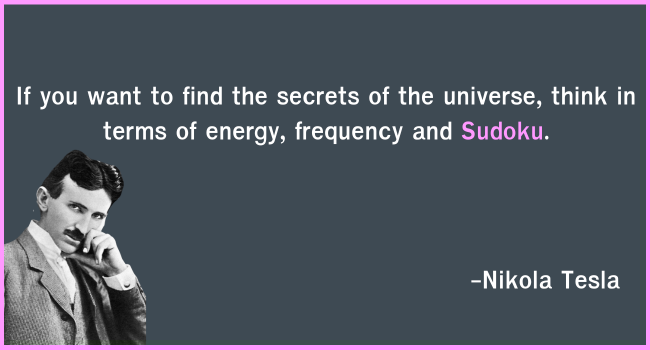 If you want to find the secrets of the universe, think in
terms of energy, frequency and Sudoku.
–Nikola Tesla